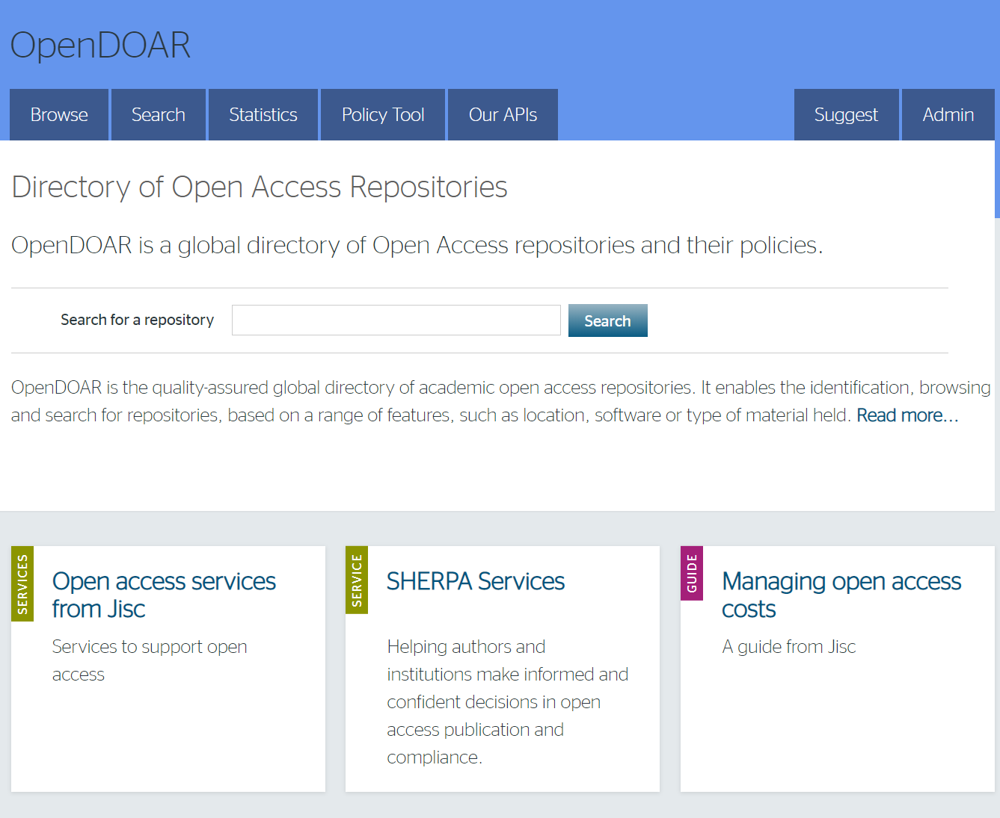 OpenDOAR
Browse
Search
Statistics
Policy Tool
Our APIs
Suggest
Admin
Directory of Open Access Repositories
OpenDOAR is a global directory of Open Access repositories and their policies.
Search for a repository
Search
OpenDOAR is the quality-assured global directory of academic open access repositories. It enables the identification, browsing
and search for repositories, based on a range of features, such as location, software or type of material held. Read more...
SERVICES
Open access services
from Jisc
Services to support open
access
SERVICE
SHERPA Services
Helping authors and
institutions make informed and
confident decisions in open
access publication and
compliance.
GUIDE
Managing open access
costs
A guide from Jisc